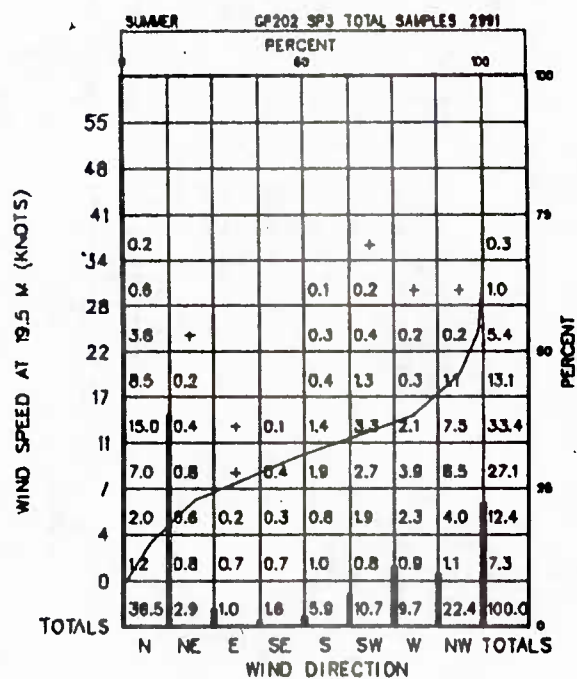 SUMMER GP202 SP3 TOTAL SAMPLES 2991
PERCENT
0 50 100
100
55
48
41 79
0.2 + 0.3
34
0.6 0.1 0.2 + + 1.0
28
3.6 + 0.3 0.4 0.2 0.2 5.4
22
8.5 0.2 0.4 1.3 0.3 1.1 13.1
17
15.0 0.4 + 0.1 1.4 3.3 2.1 7.3 33.4
11
7.0 0.8 + 0.4 1.9 2.7 3.9 8.5 27.1
7
2.0 0.6 0.2 0.3 0.8 1.9 2.3 4.0 12.4
4
1.2 0.8 0.7 0.7 1.0 0.8 0.9 1.1 7.3
0
36.5 2.9 1.0 1.6 5.9 10.7 9.7 22.4 100.0
TOTALS 0
N NE E SE S SW W NW TOTALS
WIND DIRECTION
WIND SPEED AT 19.5 M (KNOTS)
PERCENT